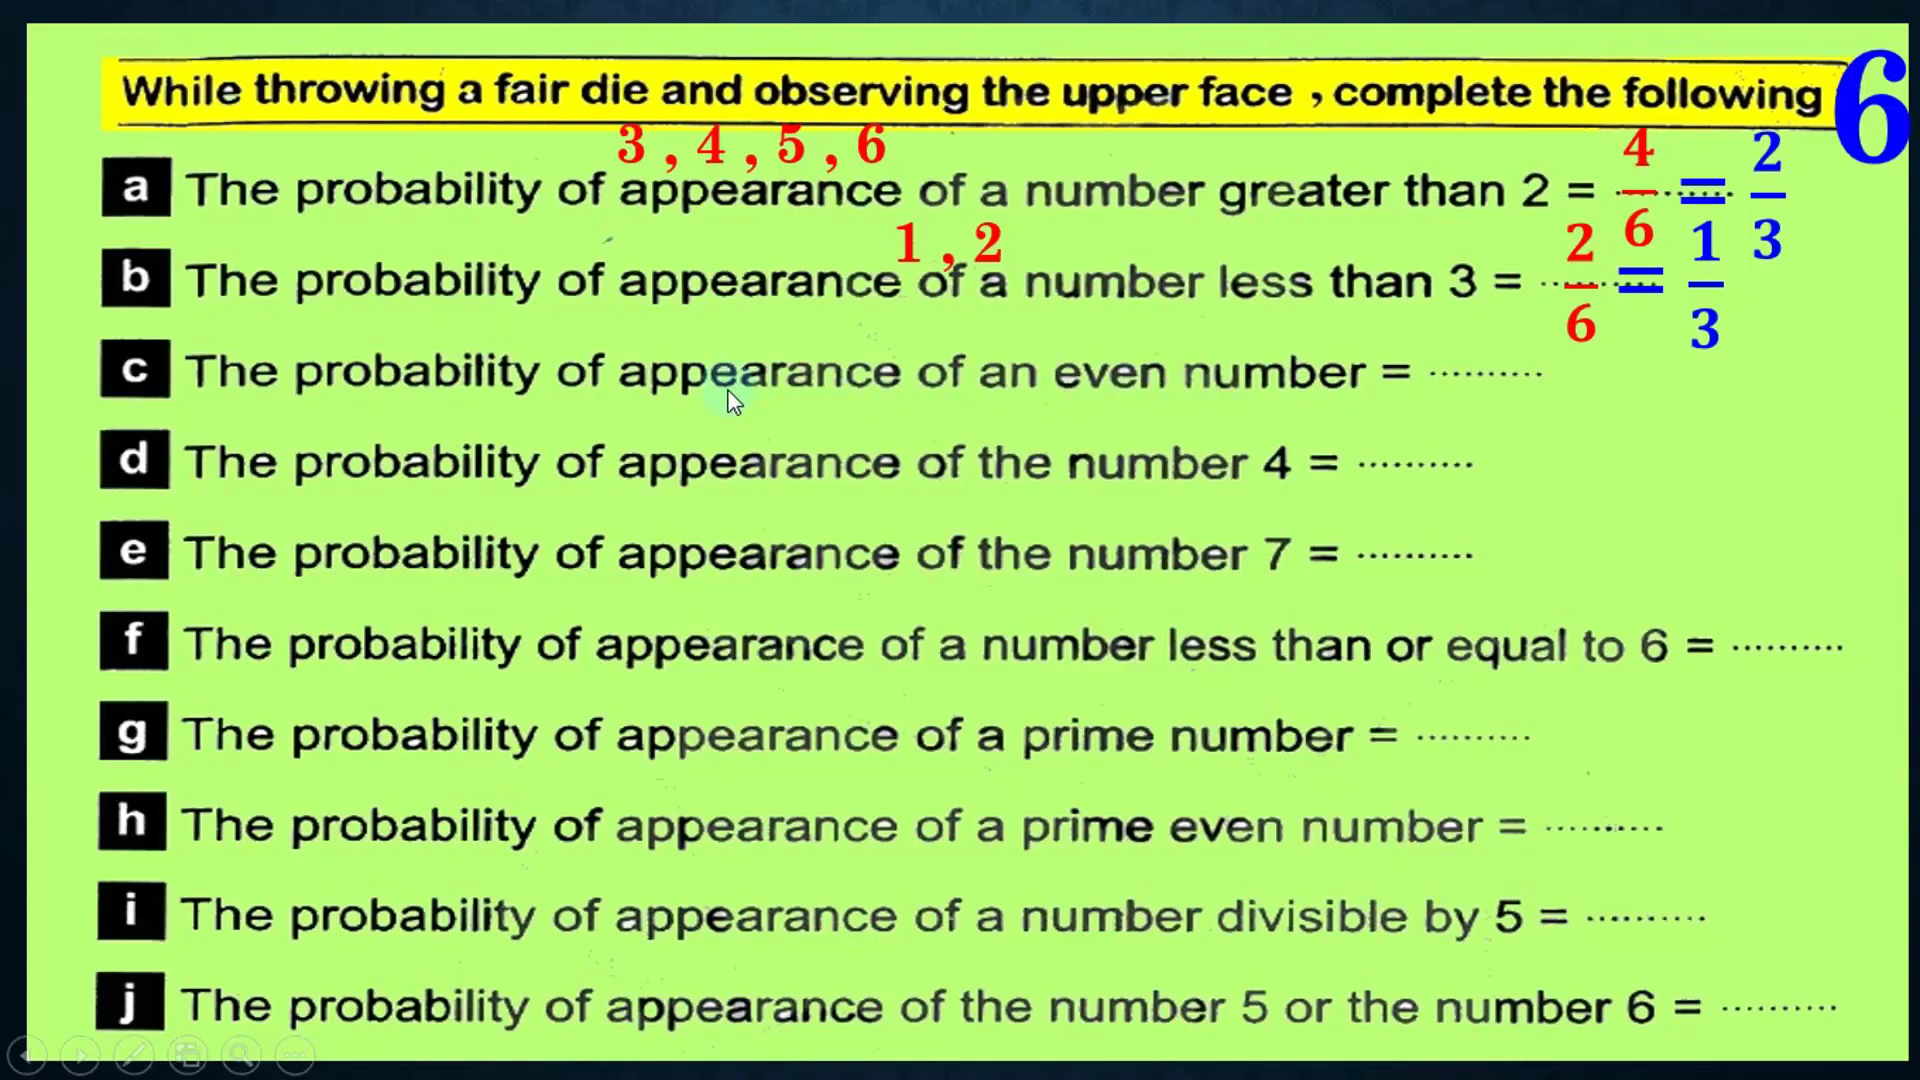 While throwing a fair die and observing the upper face , complete the following 6
3 , 4 , 5 , 6
a The probability of appearance of a number greater than 2 = .......... 4/6 = 2/3
1 , 2
b The probability of appearance of a number less than 3 = .......... 2/6 = 1/3
c The probability of appearance of an even number = ..........
d The probability of appearance of the number 4 = ..........
e The probability of appearance of the number 7 = ..........
f The probability of appearance of a number less than or equal to 6 = ..........
g The probability of appearance of a prime number = ..........
h The probability of appearance of a prime even number = ..........
i The probability of appearance of a number divisible by 5 = ..........
j The probability of appearance of the number 5 or the number 6 = ..........